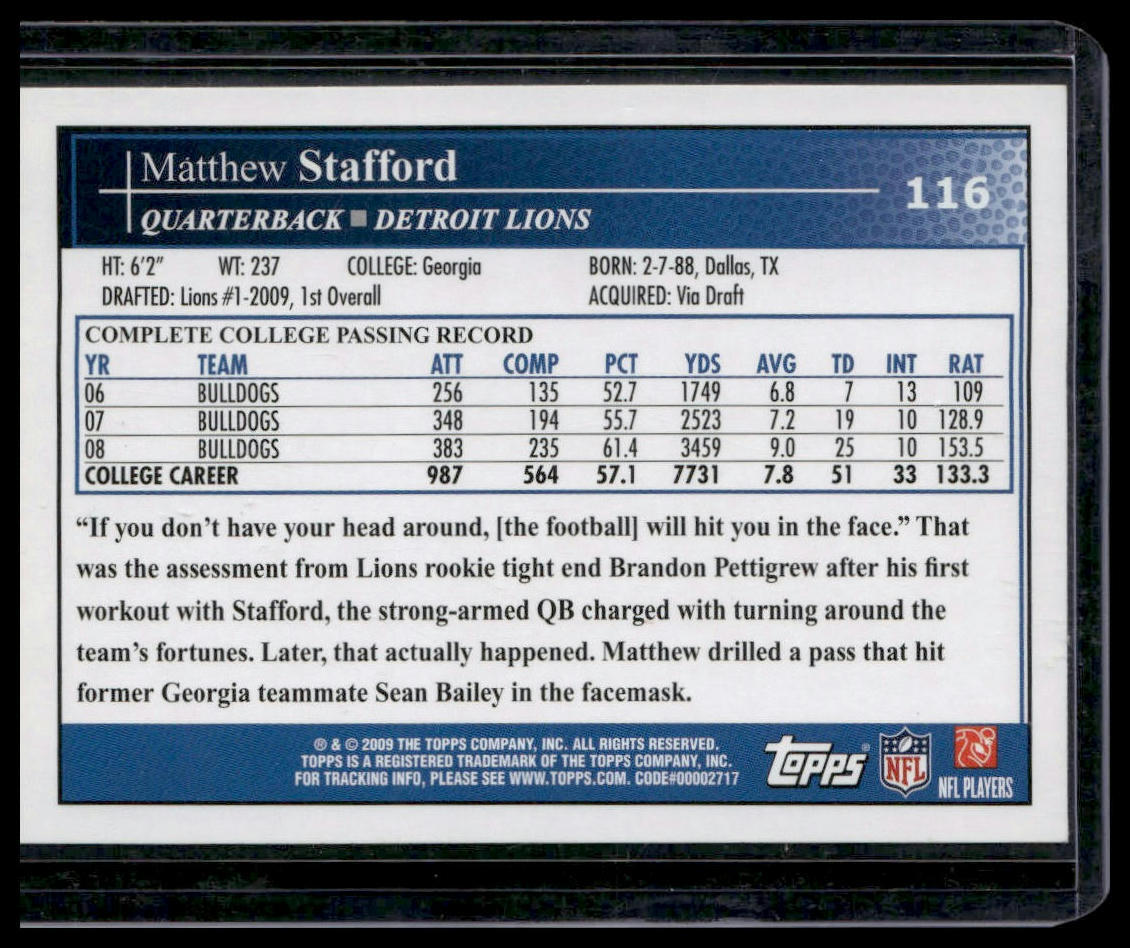 Matthew Stafford
116
QUARTERBACK ■ DETROIT LIONS
HT: 6'2" WT: 237 COLLEGE: Georgia BORN: 2-7-88, Dallas, TX
DRAFTED: Lions #1-2009, 1st Overall ACQUIRED: Via Draft
COMPLETE COLLEGE PASSING RECORD
YR TEAM ATT COMP PCT YDS AVG TD INT RAT
06 BULLDOGS 256 135 52.7 1749 6.8 7 13 109
07 BULLDOGS 348 194 55.7 2523 7.2 19 10 128.9
08 BULLDOGS 383 235 61.4 3459 9.0 25 10 153.5
COLLEGE CAREER 987 564 57.1 7731 7.8 51 33 133.3
“If you don’t have your head around, [the football] will hit you in the face.” That
was the assessment from Lions rookie tight end Brandon Pettigrew after his first
workout with Stafford, the strong-armed QB charged with turning around the
team’s fortunes. Later, that actually happened. Matthew drilled a pass that hit
former Georgia teammate Sean Bailey in the facemask.
® & © 2009 THE TOPPS COMPANY, INC. ALL RIGHTS RESERVED.
TOPPS IS A REGISTERED TRADEMARK OF THE TOPPS COMPANY, INC.
FOR TRACKING INFO, PLEASE SEE WWW.TOPPS.COM. CODE#00002717
Topps®
NFL
NFL PLAYERS